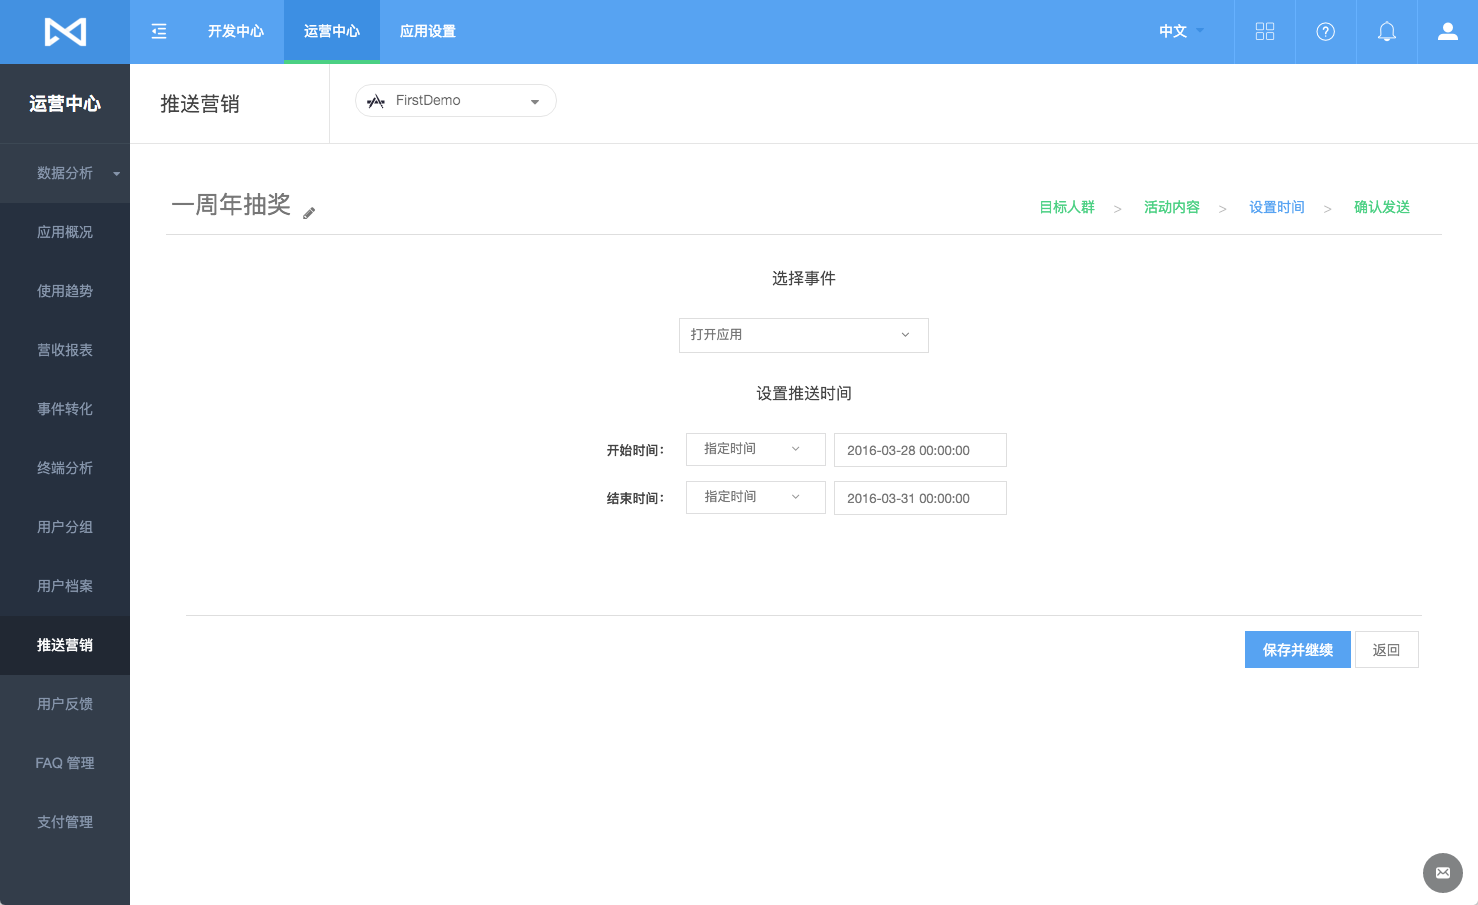 开发中心
运营中心
应用设置
中文
运营中心
推送营销
FirstDemo
数据分析
应用概况
使用趋势
营收报表
事件转化
终端分析
用户分组
用户档案
推送营销
用户反馈
FAQ 管理
支付管理
一周年抽奖
目标人群 > 活动内容 > 设置时间 > 确认发送
选择事件
打开应用
设置推送时间
开始时间： 指定时间 2016-03-28 00:00:00
结束时间： 指定时间 2016-03-31 00:00:00
保存并继续 返回